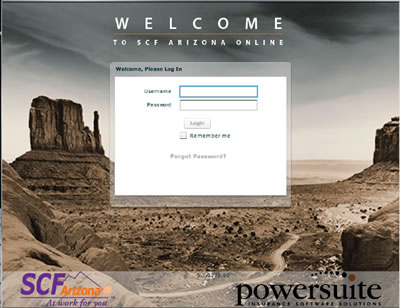 WELCOME
TO SCF ARIZONA ONLINE
Welcome, Please Log In
Username
Password
Login
Remember me
Forgot Password?
SCF Arizona
At work for you
powersuite
INSURANCE SOFTWARE SOLUTIONS